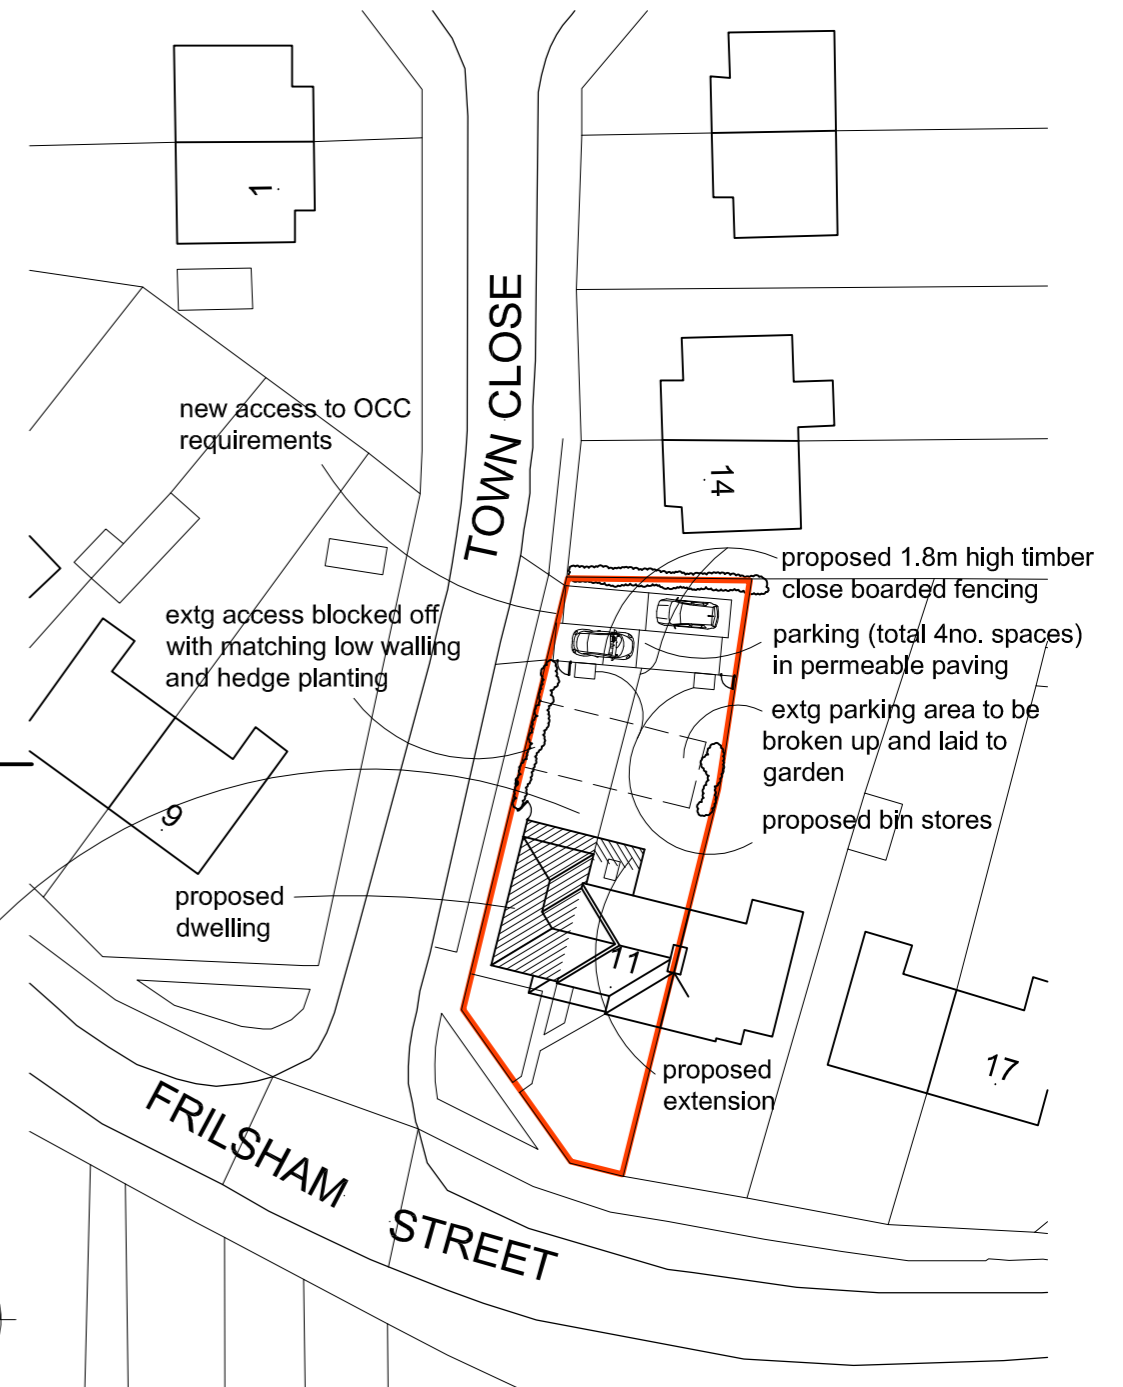 1
TOWN CLOSE
new access to OCC
requirements
14
proposed 1.8m high timber
close boarded fencing
extg access blocked off
with matching low walling
and hedge planting
parking (total 4no. spaces)
in permeable paving
extg parking area to be
broken up and laid to
garden
9
proposed bin stores
proposed
dwelling
11
17
proposed
extension
FRILSHAM STREET